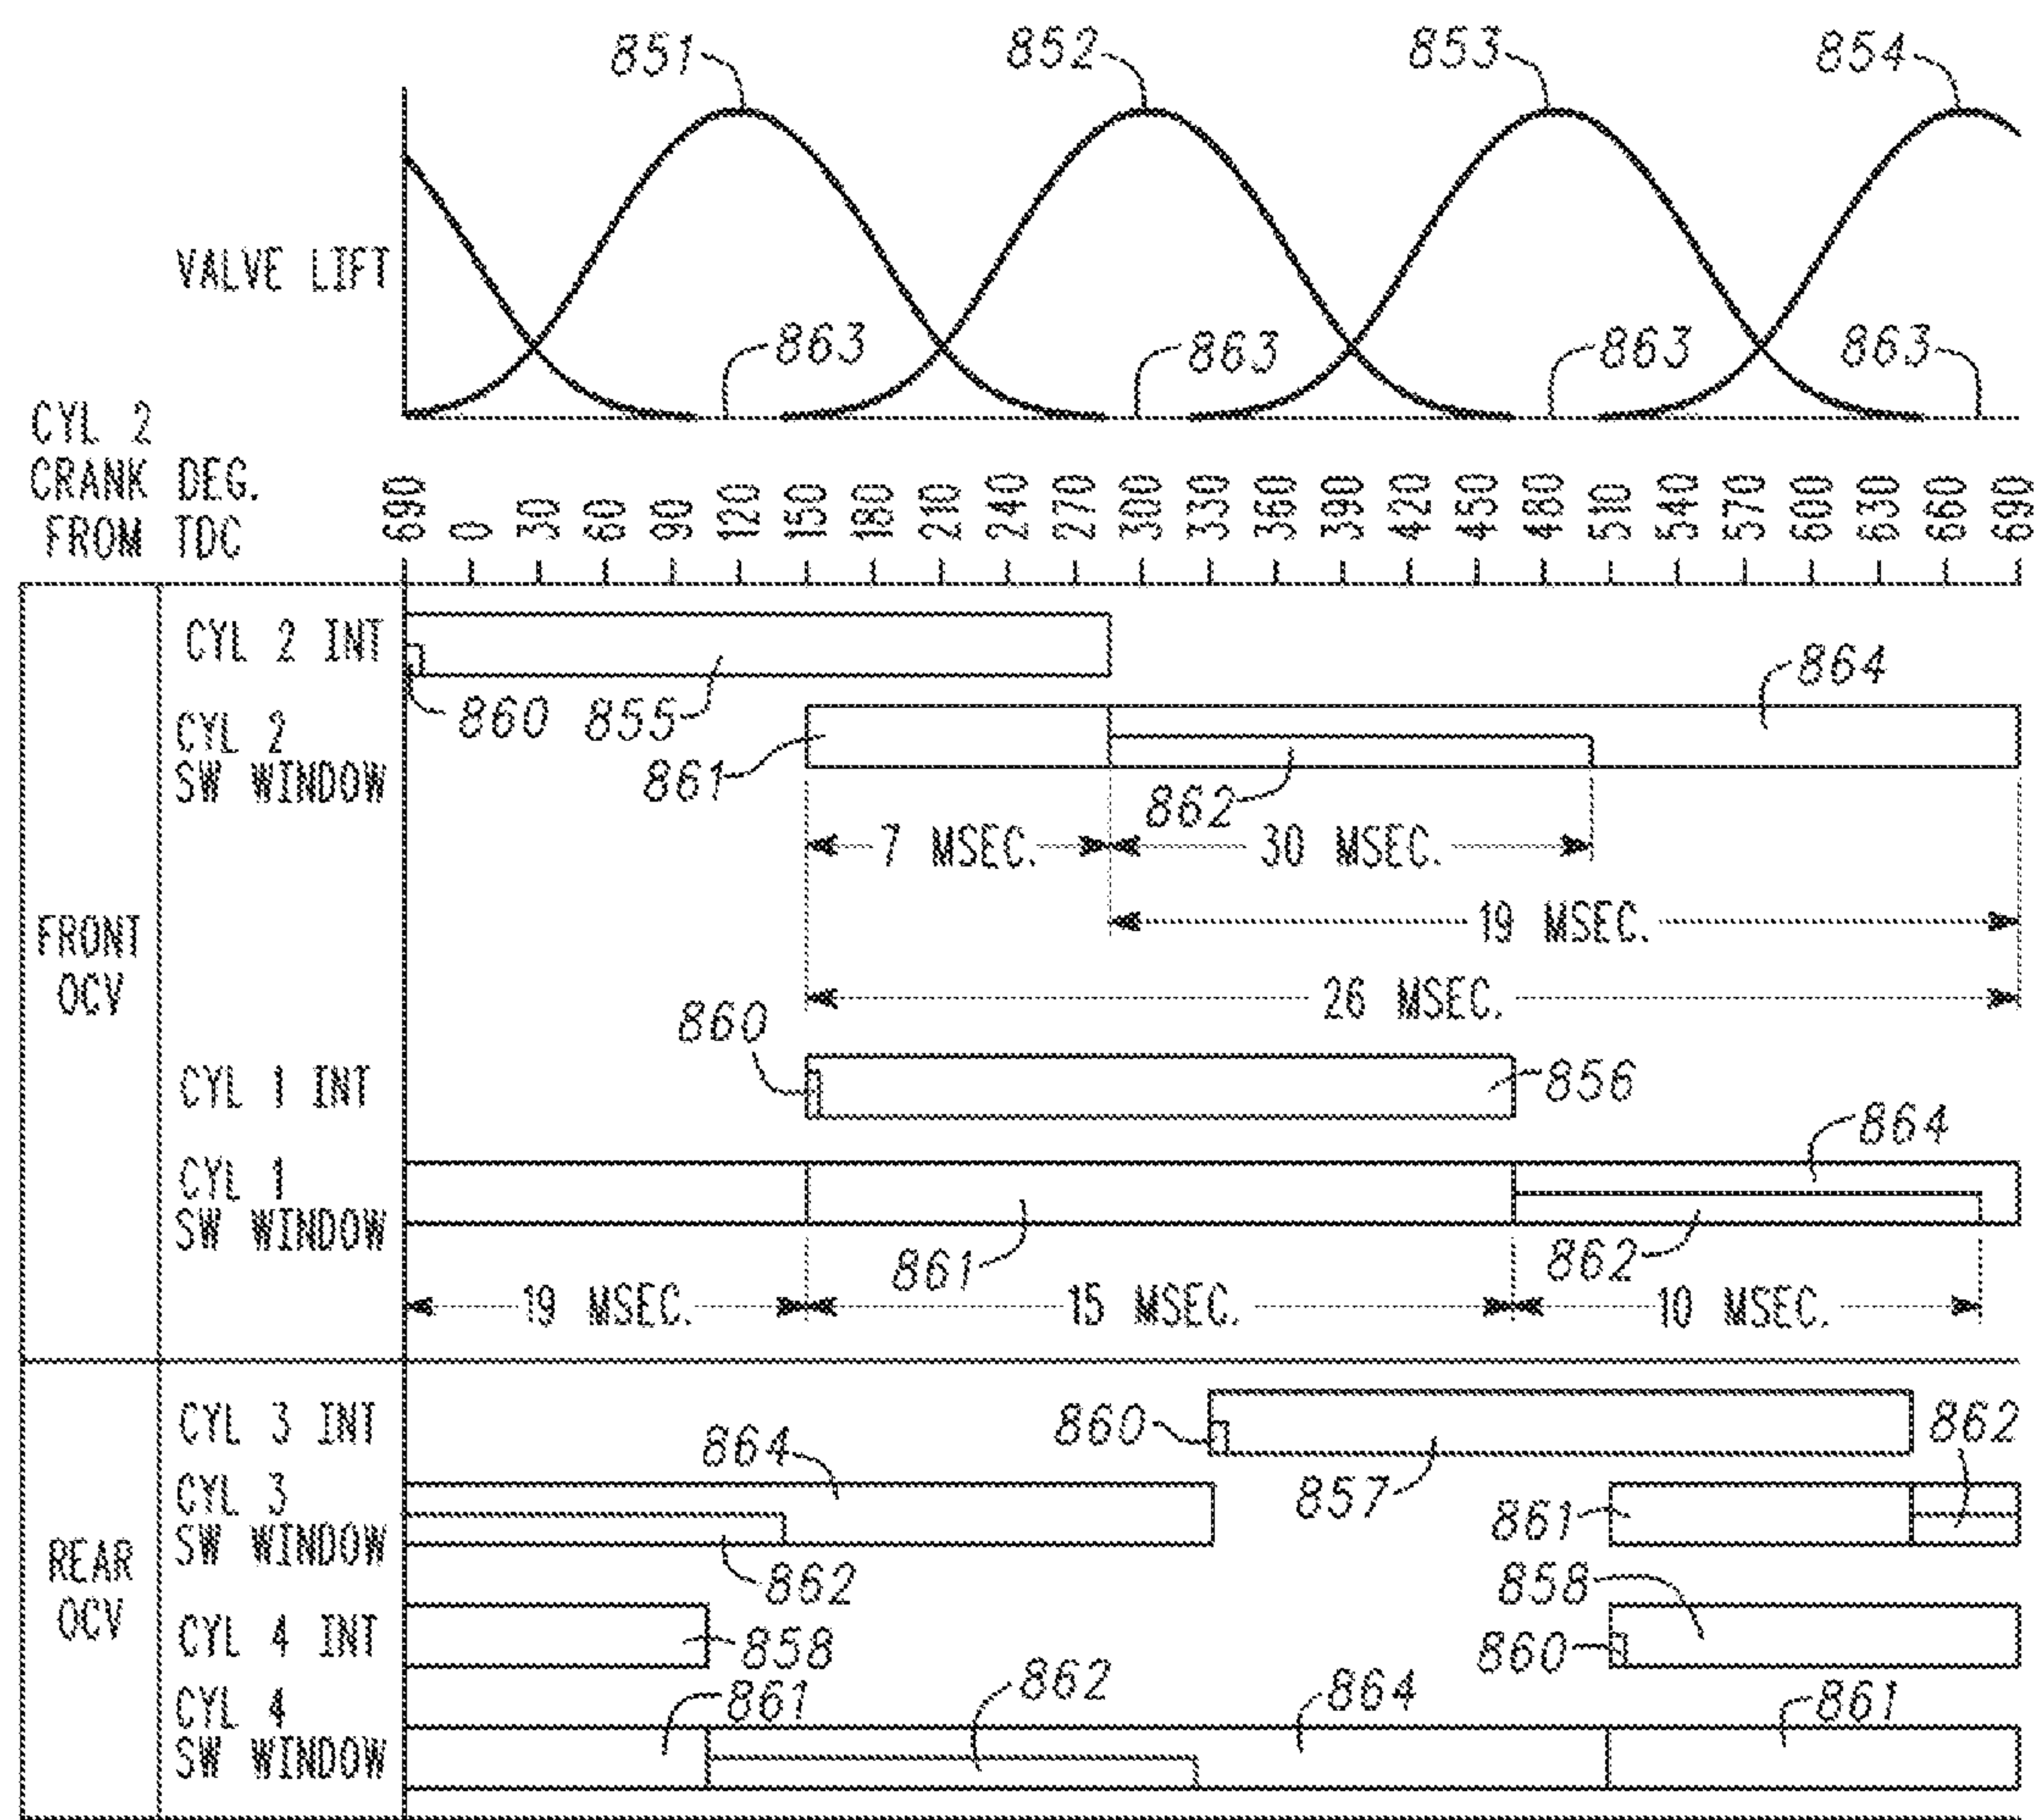 851 852 853 854
VALVE LIFT
863 863 863 863
CYL 2
CRANK DEG.
FROM TDC
690 0 30 60 90 120 150 180 210 240 270 300 330 360 390 420 450 480 510 540 570 600 630 660 690
FRONT
OCV
CYL 2 INT
860 855
864
CYL 2
SW WINDOW
861
862
7 MSEC. 30 MSEC.
19 MSEC.
26 MSEC.
860
CYL 1 INT
856
864
CYL 1
SW WINDOW
861
862
19 MSEC. 15 MSEC. 10 MSEC.
REAR
OCV
CYL 3 INT
860
857
862
864
CYL 3
SW WINDOW
862
861
858
CYL 4 INT
858
860
CYL 4
SW WINDOW
861
862
864
861